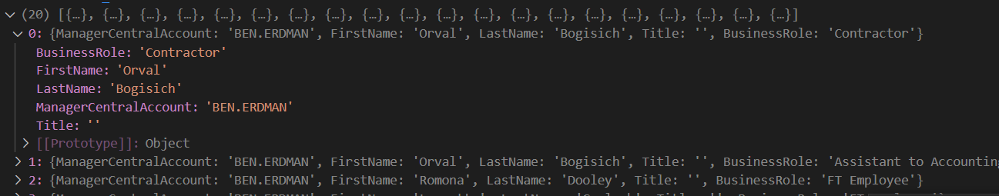 (20) [{…}, {…}, {…}, {…}, {…}, {…}, {…}, {…}, {…}, {…}, {…}, {…}, {…}, {…}, {…}, {…}, {…}, {…}, {…}, {…}]
0: {ManagerCentralAccount: 'BEN.ERDMAN', FirstName: 'Orval', LastName: 'Bogisich', Title: '', BusinessRole: 'Contractor'}
BusinessRole: 'Contractor'
FirstName: 'Orval'
LastName: 'Bogisich'
ManagerCentralAccount: 'BEN.ERDMAN'
Title: ''
[[Prototype]]: Object
1: {ManagerCentralAccount: 'BEN.ERDMAN', FirstName: 'Orval', LastName: 'Bogisich', Title: '', BusinessRole: 'Assistant to Accounting
2: {ManagerCentralAccount: 'BEN.ERDMAN', FirstName: 'Romona', LastName: 'Dooley', Title: '', BusinessRole: 'FT Employee'}